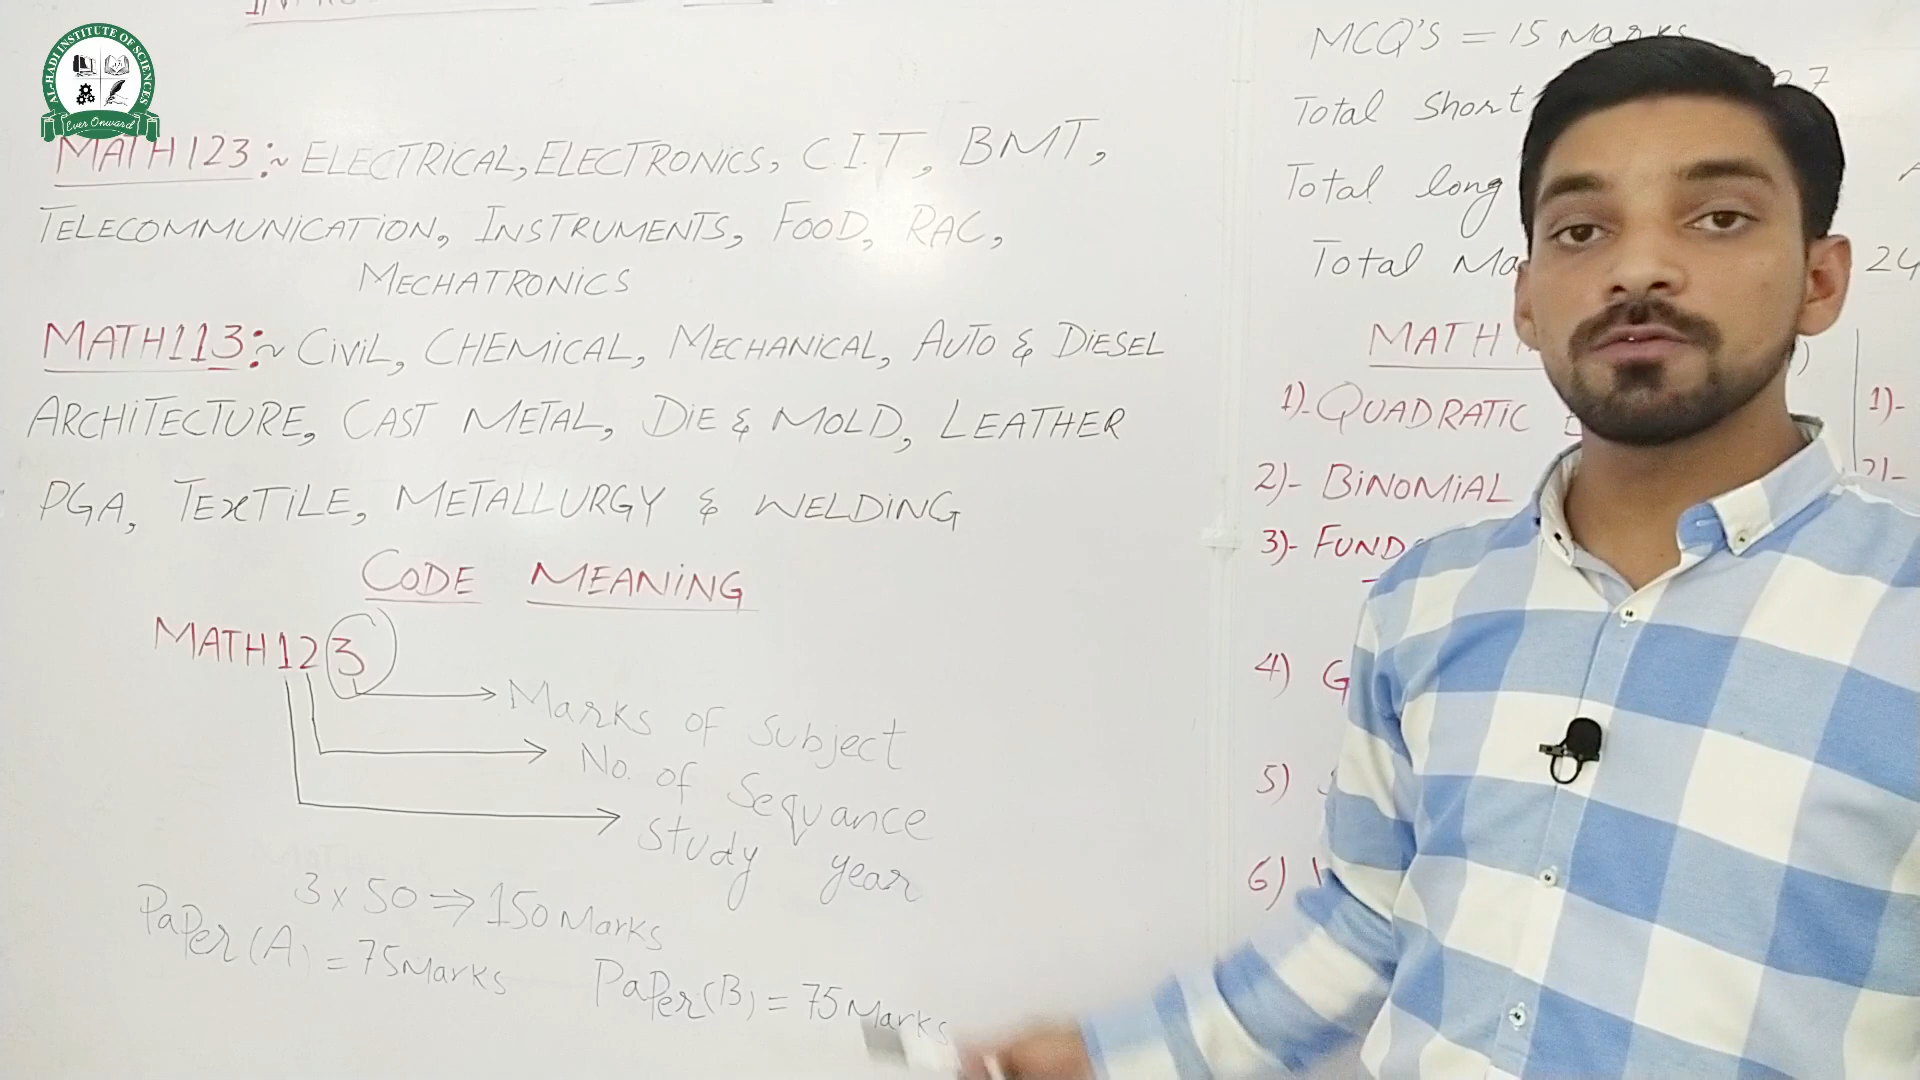 AL-HADI INSTITUTE OF SCIENCES
Ever Onward
MATH123:~ ELECTRICAL, ELECTRONICS, C.I.T, BMT,
TELECOMMUNICATION, INSTRUMENTS, FOOD, RAC,
MECHATRONICS
MATH113:~ CIVIL, CHEMICAL, MECHANICAL, AUTO & DIESEL
ARCHITECTURE, CAST METAL, DIE & MOLD, LEATHER
PGA, TEXTILE, METALLURGY & WELDING
CODE MEANING
MATH123
Marks of Subject
No. of Sequance
Study year
3 x 50 ⇒ 150 Marks
PaPer(A) = 75 Marks
PaPer(B) = 75 Marks
MCQ'S = 15 Marks
Total Short
Total long
Total
24
MATH
1)- QUADRATIC
2)- BINOMIAL
3)-
4)
5)
6)
1)-
2)-